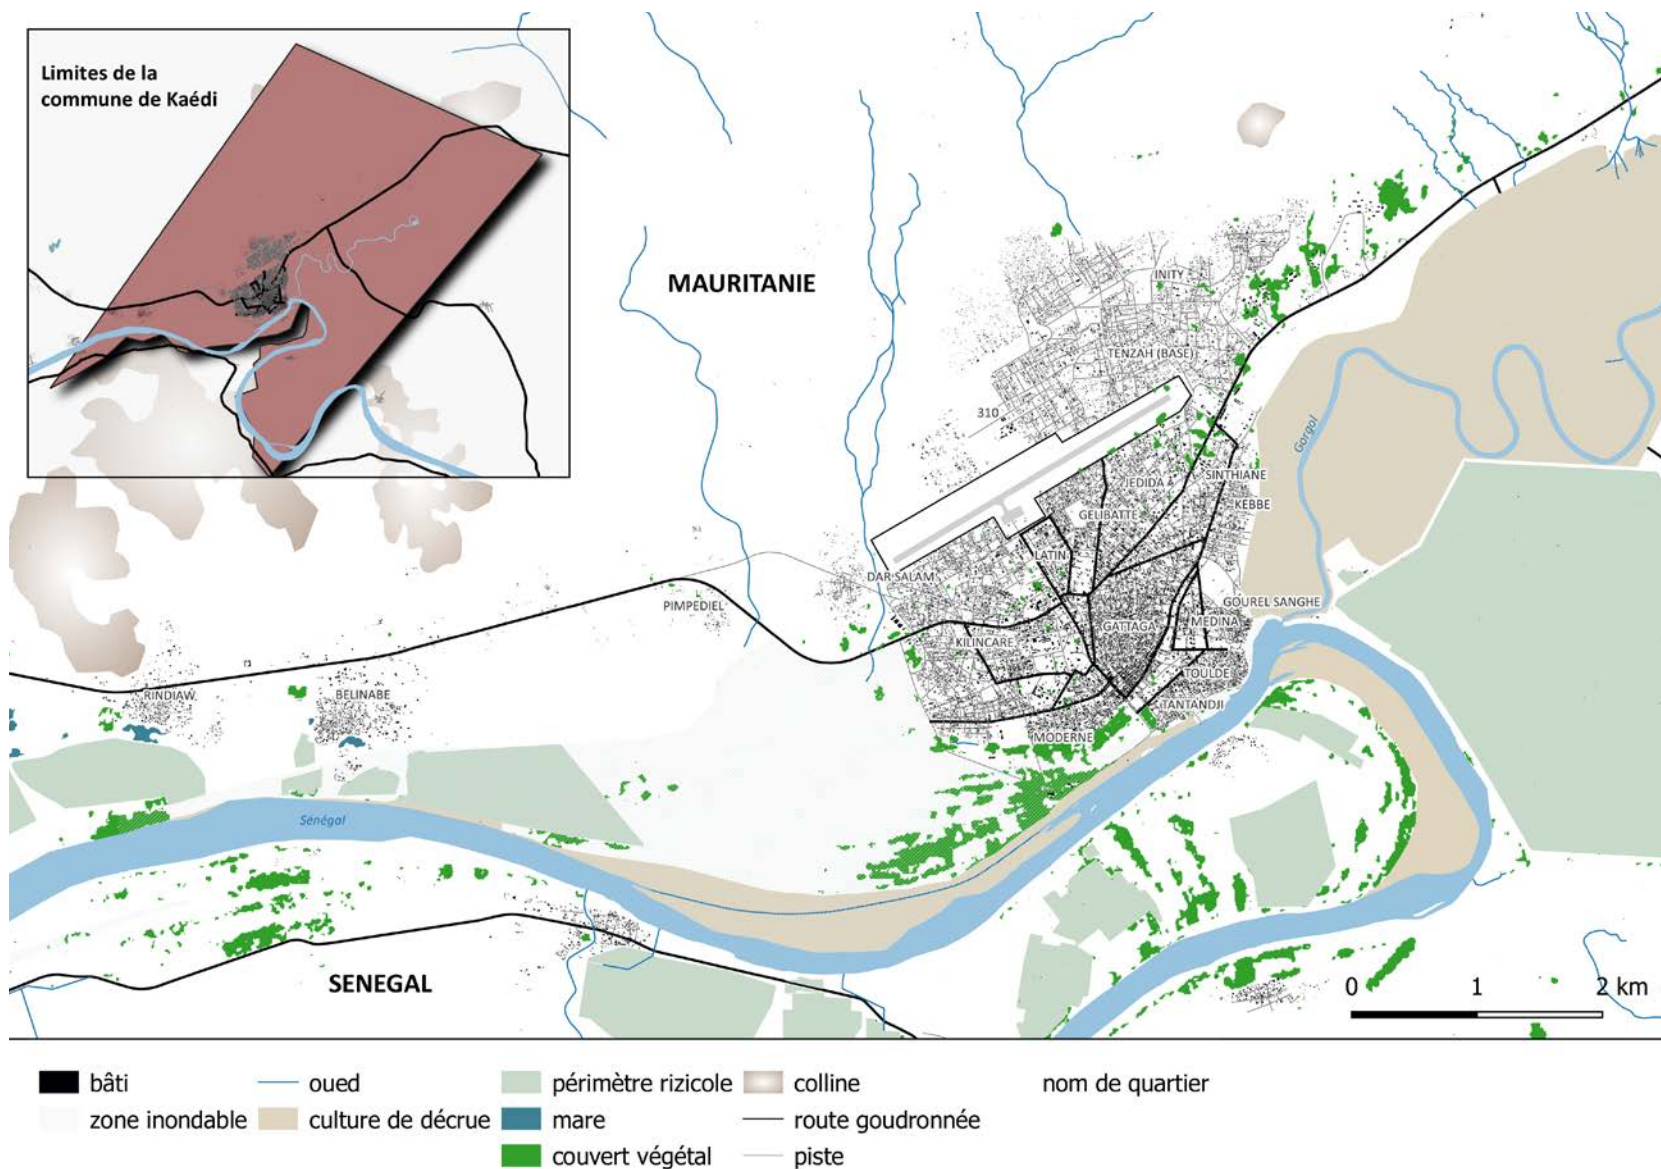 Limites de la
commune de Kaédi
MAURITANIE
INITY
TENZAH (BASE)
310
Gorgol
JEDIDA
SINTHIANE
KEBBE
GELIBATTE
LATIN
DAR SALAM
PIMPEDIEL
GOUREL SANGHE
GATTAGA
MEDINA
KILINCARE
TOULDE
RINDIAW
BELINABE
TANTANDJI
MODERNE
Sénégal
SENEGAL
0 1 2 km
bâti
oued
périmètre rizicole
colline
nom de quartier
zone inondable
culture de décrue
mare
route goudronnée
couvert végétal
piste